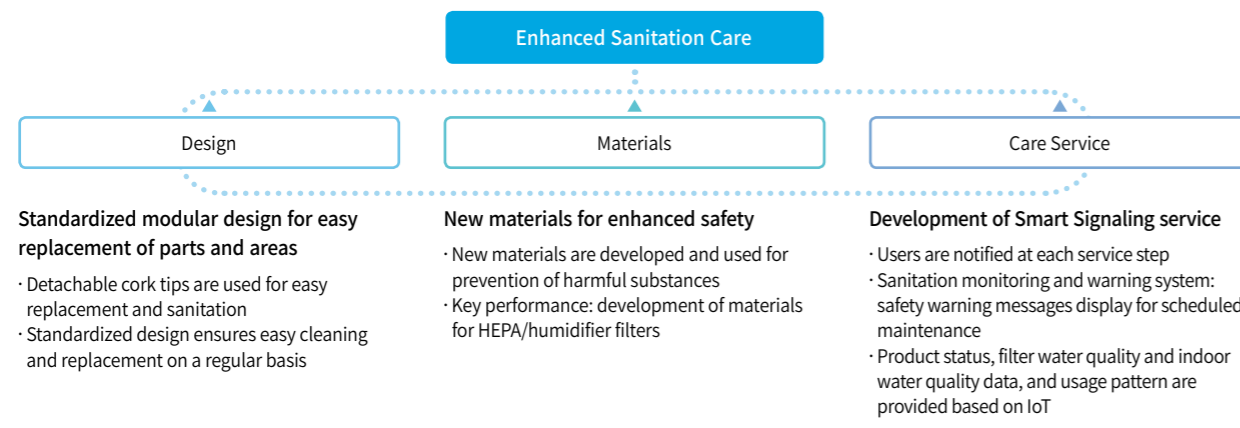 Enhanced Sanitation Care
Design
Materials
Care Service
Standardized modular design for easy
replacement of parts and areas
· Detachable cork tips are used for easy
replacement and sanitation
· Standardized design ensures easy cleaning
and replacement on a regular basis
New materials for enhanced safety
· New materials are developed and used for
prevention of harmful substances
· Key performance: development of materials
for HEPA/humidifier filters
Development of Smart Signaling service
· Users are notified at each service step
· Sanitation monitoring and warning system:
safety warning messages display for scheduled
maintenance
· Product status, filter water quality and indoor
water quality data, and usage pattern are
provided based on IoT